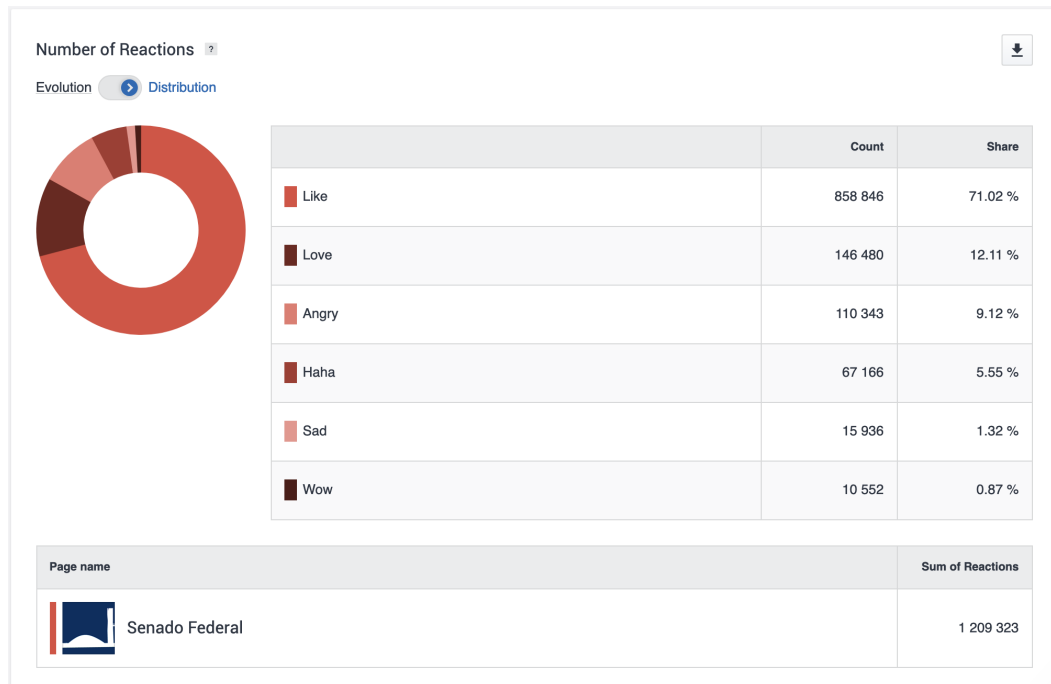 Number of Reactions ?
Evolution Distribution
Count Share
Like 858 846 71.02 %
Love 146 480 12.11 %
Angry 110 343 9.12 %
Haha 67 166 5.55 %
Sad 15 936 1.32 %
Wow 10 552 0.87 %
Page name Sum of Reactions
Senado Federal 1 209 323